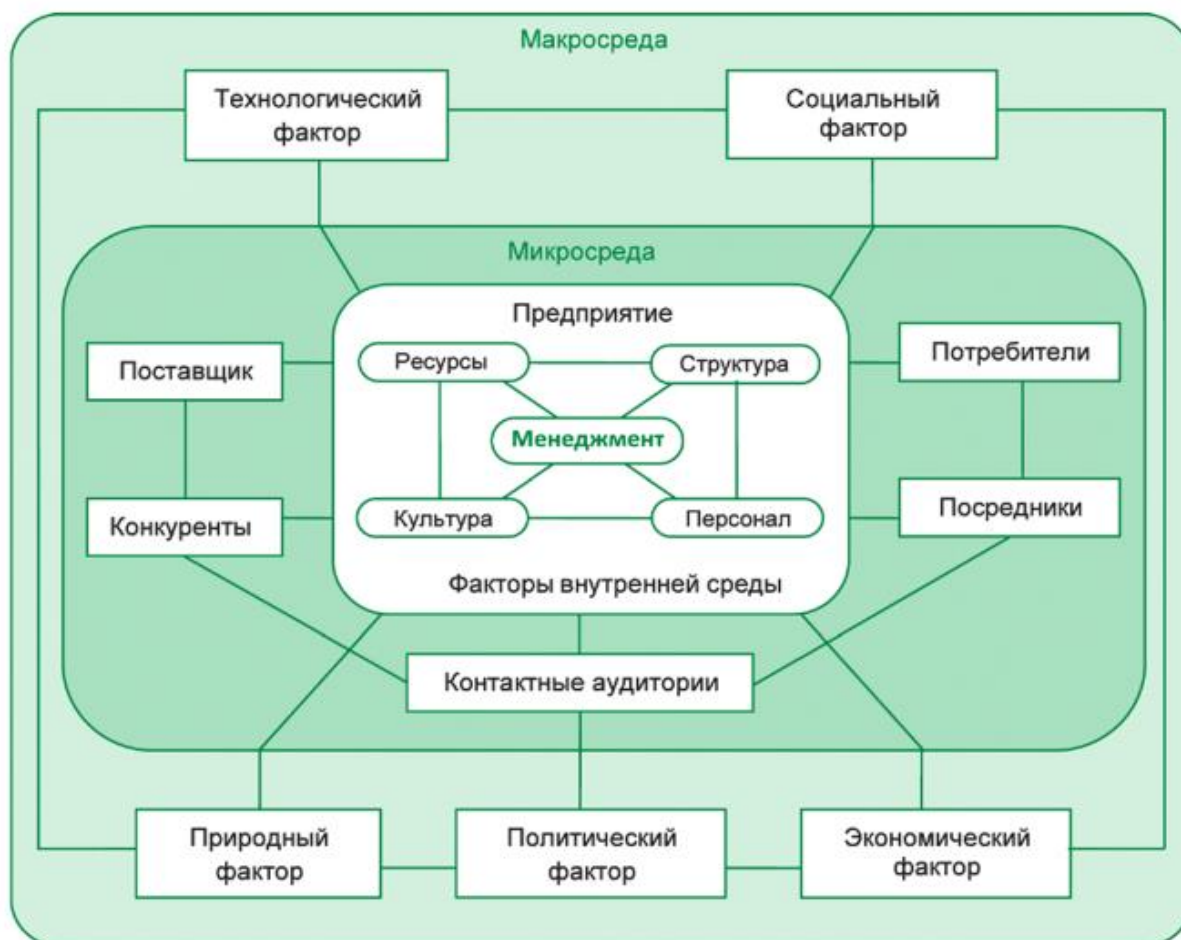 Макросреда
Технологический
фактор
Социальный
фактор
Микросреда
Предприятие
Поставщик
Ресурсы
Структура
Потребители
Менеджмент
Конкуренты
Культура
Персонал
Посредники
Факторы внутренней среды
Контактные аудитории
Природный
фактор
Политический
фактор
Экономический
фактор